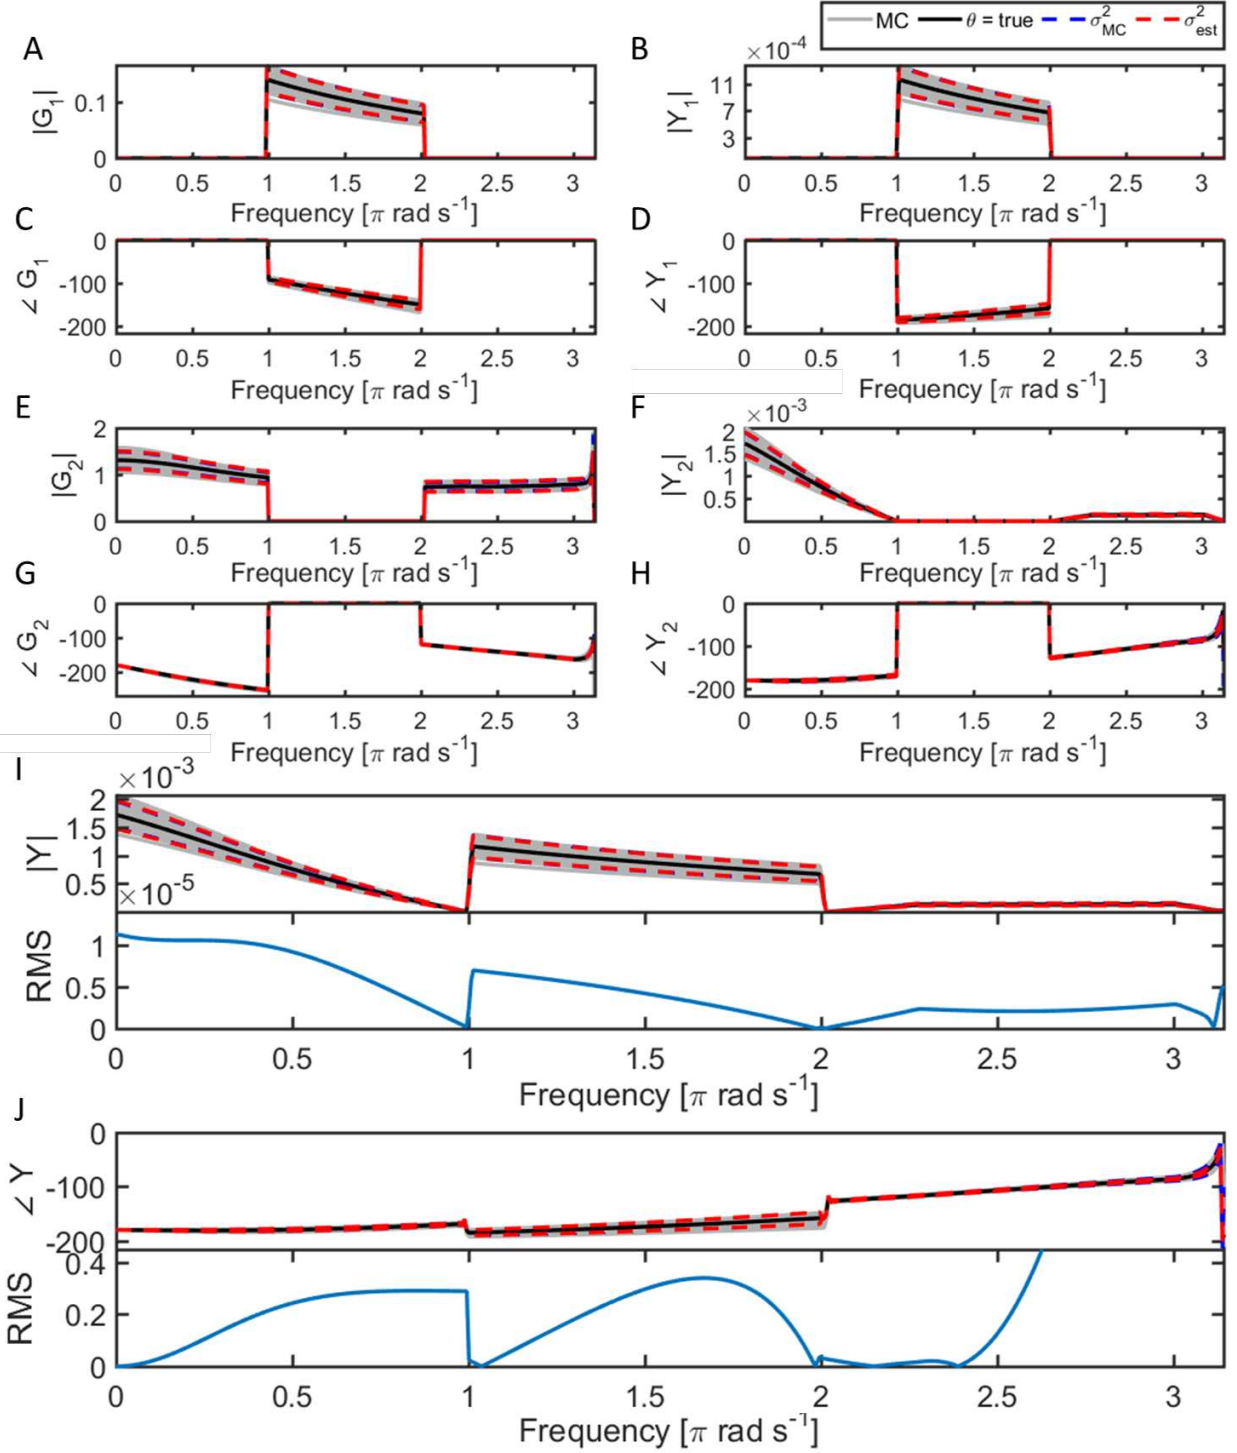 MC θ = true σ²MC σ²est
A B ×10⁻⁴
|G₁| 0.1 0 |Y₁| 11 7 3
0 0.5 1 1.5 2 2.5 3 0 0.5 1 1.5 2 2.5 3
Frequency [π rad s⁻¹] Frequency [π rad s⁻¹]
C D
∠ G₁ 0 -100 -200 ∠ Y₁ 0 -100 -200
0 0.5 1 1.5 2 2.5 3 0 0.5 1 1.5 2 2.5 3
Frequency [π rad s⁻¹] Frequency [π rad s⁻¹]
E F ×10⁻³
|G₂| 2 1 0 |Y₂| 2 1.5 1 0.5
0 0.5 1 1.5 2 2.5 3 0 0.5 1 1.5 2 2.5 3
Frequency [π rad s⁻¹] Frequency [π rad s⁻¹]
G H
∠ G₂ 0 -100 -200 ∠ Y₂ 0 -100 -200
0 0.5 1 1.5 2 2.5 3 0 0.5 1 1.5 2 2.5 3
Frequency [π rad s⁻¹] Frequency [π rad s⁻¹]
I ×10⁻³
|Y| 2 1.5 1 0.5
×10⁻⁵
RMS 1 0.5 0
0 0.5 1 1.5 2 2.5 3
Frequency [π rad s⁻¹]
J
∠ Y 0 -100 -200
RMS 0.4 0.2 0
0 0.5 1 1.5 2 2.5 3
Frequency [π rad s⁻¹]